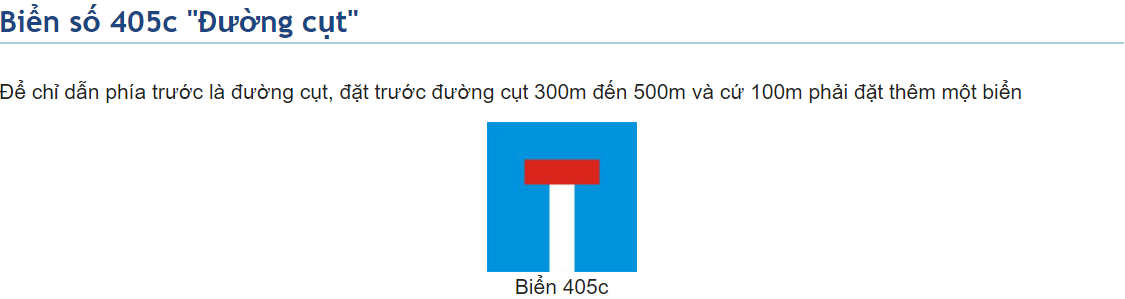 Biển số 405c "Đường cụt"
Để chỉ dẫn phía trước là đường cụt, đặt trước đường cụt 300m đến 500m và cứ 100m phải đặt thêm một biển
Biển 405c